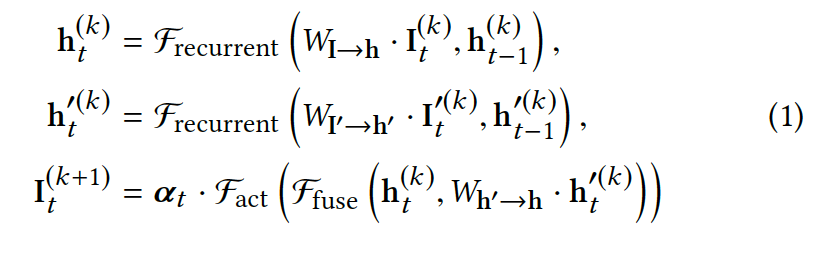 𝐡_t^{(k)} = ℱ_recurrent ( W_{𝐈→𝐡} · 𝐈_t^{(k)}, 𝐡_{t−1}^{(k)} ),
𝐡′_t^{(k)} = ℱ_recurrent ( W_{𝐈′→𝐡′} · 𝐈′_t^{(k)}, 𝐡′_{t−1}^{(k)} ), (1)
𝐈_t^{(k+1)} = 𝜶_t · ℱ_act ( ℱ_fuse ( 𝐡_t^{(k)}, W_{𝐡′→𝐡} · 𝐡′_t^{(k)} ) )